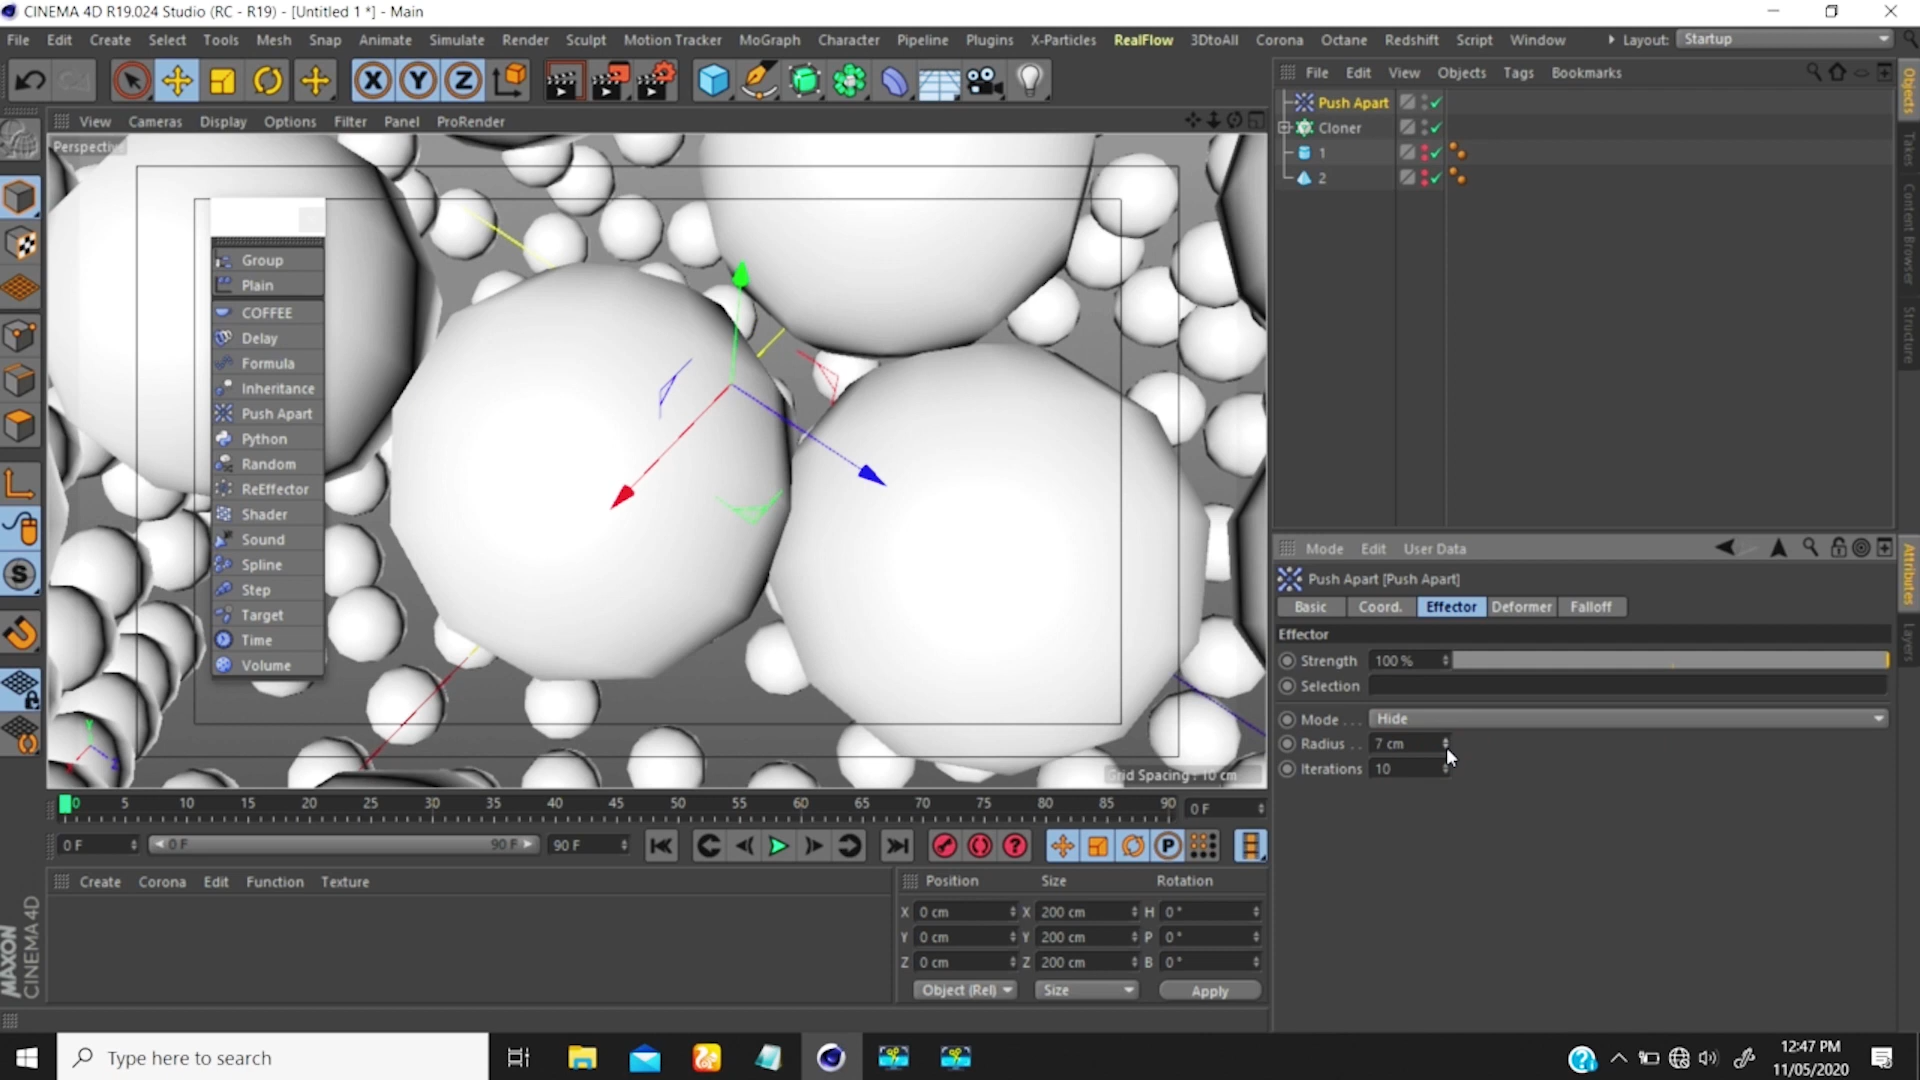 CINEMA 4D R19.024 Studio (RC - R19) - [Untitled 1 *] - Main
File Edit Create Select Tools Mesh Snap Animate Simulate Render Sculpt Motion Tracker MoGraph Character Pipeline Plugins X-Particles RealFlow 3DtoAll Corona Octane Redshift Script Window Layout: Startup
X Y Z
File Edit View Objects Tags Bookmarks
Push Apart
Cloner
1
2
Objects
Takes
Content Browser
Structure
View Cameras Display Options Filter Panel ProRender
Perspective
Group
Plain
COFFEE
Delay
Formula
Inheritance
Push Apart
Python
Random
ReEffector
Shader
Sound
Spline
Step
Target
Time
Volume
S
Y
Grid Spacing : 10 cm
Mode Edit User Data
Push Apart [Push Apart]
Basic Coord. Effector Deformer Falloff
Effector
Strength 100 %
Selection
Mode . . . Hide
Radius . . 7 cm
Iterations 10
Attributes
Layers
0 5 10 15 20 25 30 35 40 45 50 55 60 65 70 75 80 85 90 0 F
0 F 0 F 90 F 90 F
? P
Create Corona Edit Function Texture
Position Size Rotation
X 0 cm X 200 cm H 0 °
Y 0 cm Y 200 cm P 0 °
Z 0 cm Z 200 cm B 0 °
Object (Rel) Size Apply
MAXON
CINEMA 4D
Type here to search
12:47 PM
11/05/2020